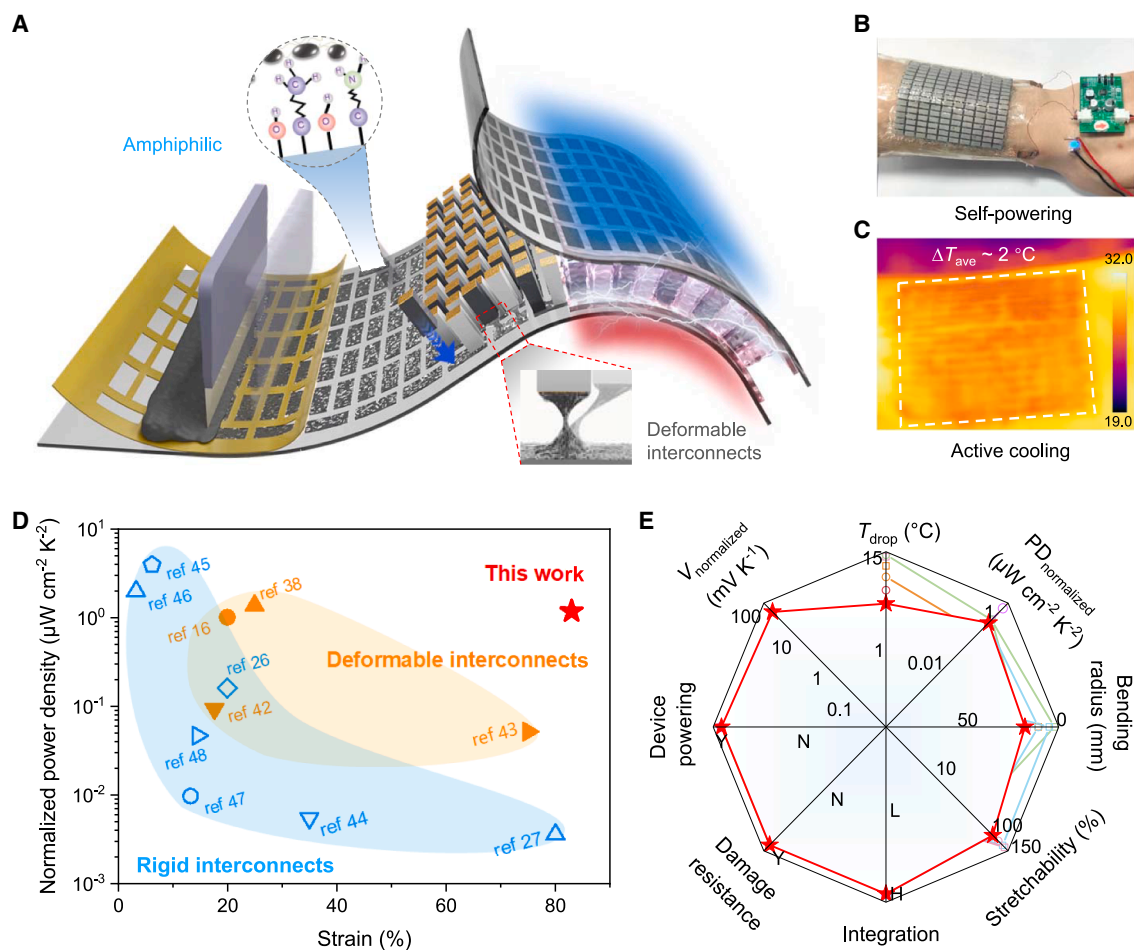 A
Amphiphilic
H
H
C
H
H
N
H
H
O
C
O
C
Deformable
interconnects
B
Self-powering
C
ΔTave ~ 2 °C
32.0
19.0
Active cooling
D
Normalized power density (µW cm-2 K-2)
10^1
10^0
10^-1
10^-2
10^-3
0
20
40
60
80
Strain (%)
ref 45
ref 46
ref 38
ref 16
ref 26
ref 42
ref 48
ref 43
ref 47
ref 44
ref 27
This work
Deformable interconnects
Rigid interconnects
E
Tdrop (°C)
15
1
PDnormalized
(µW cm-2 K-2)
1
0.01
Bending
radius (mm)
0
50
Stretchability (%)
150
100
10
Integration
H
L
Damage
resistance
Y
N
Device
powering
Y
N
Vnormalized
(mV K-1)
100
10
1
0.1